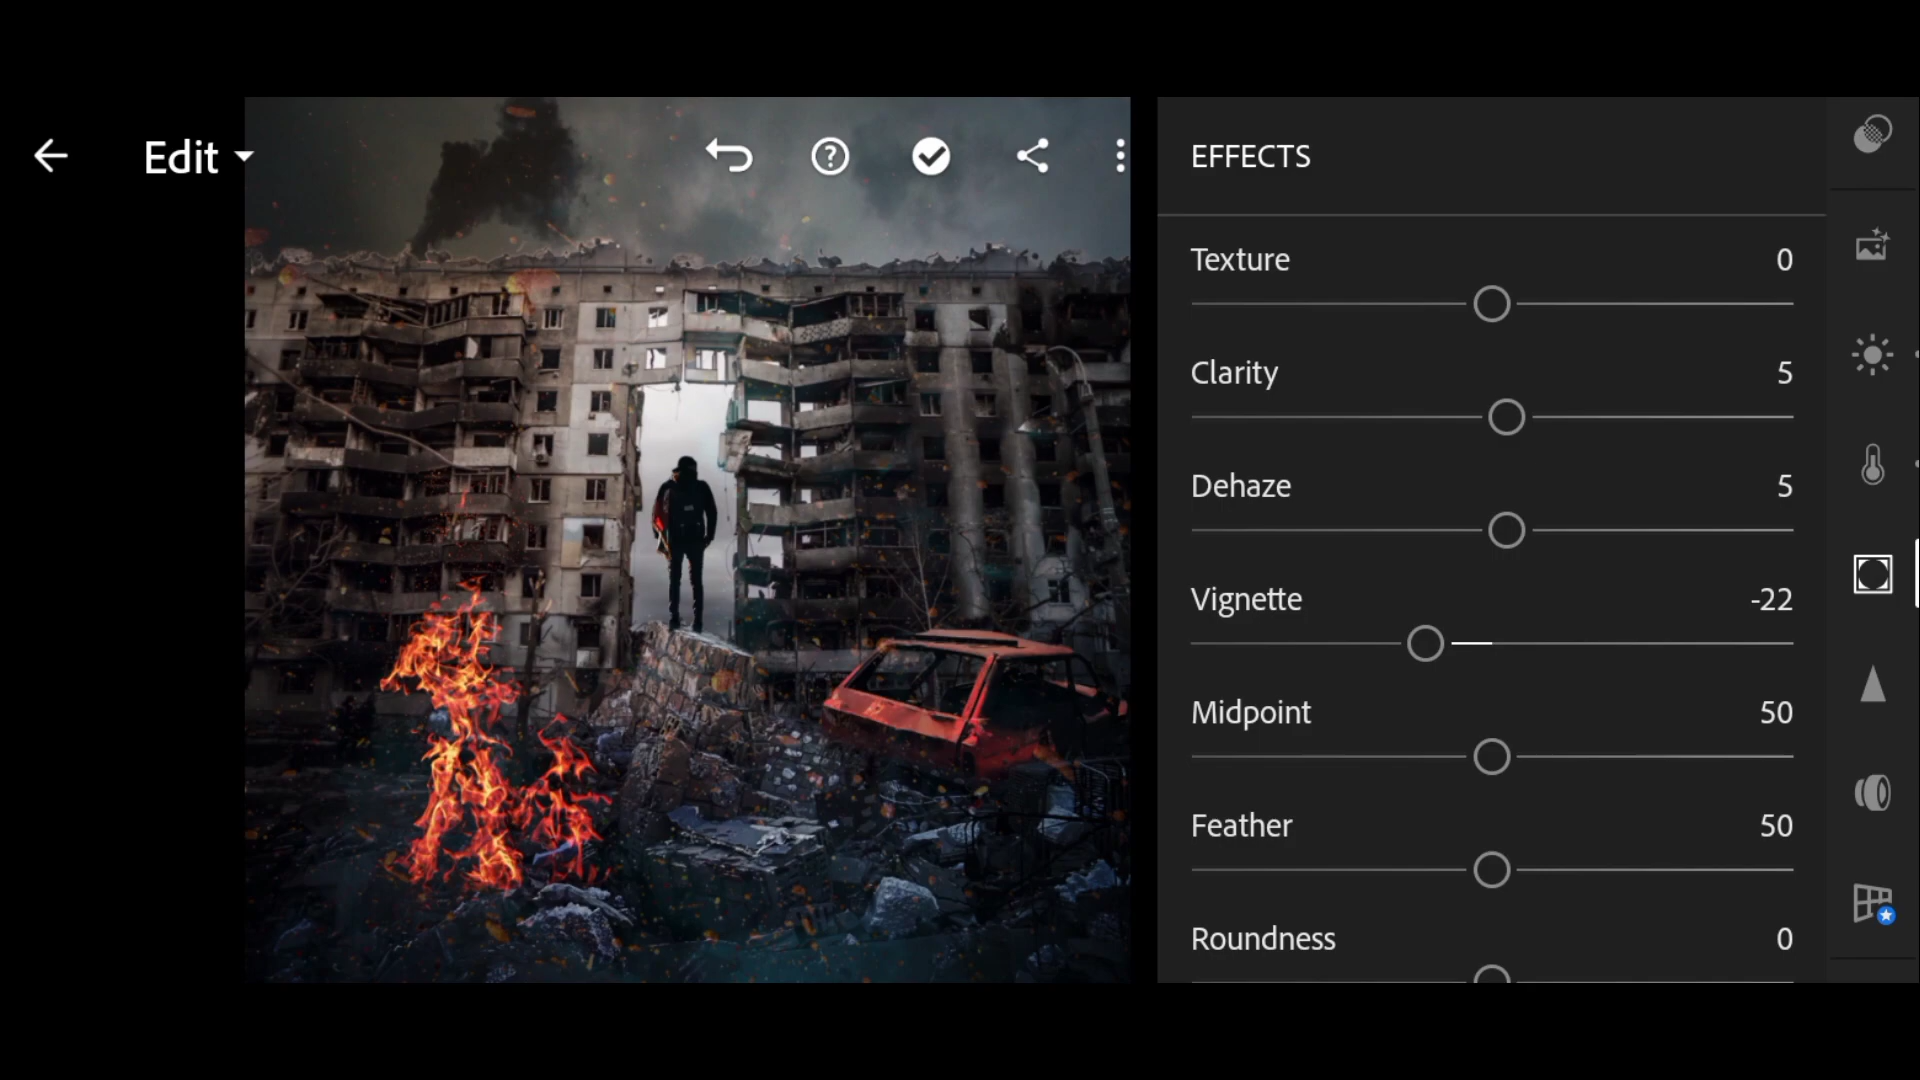 Edit
EFFECTS
Texture 0
Clarity 5
Dehaze 5
Vignette -22
Midpoint 50
Feather 50
Roundness 0